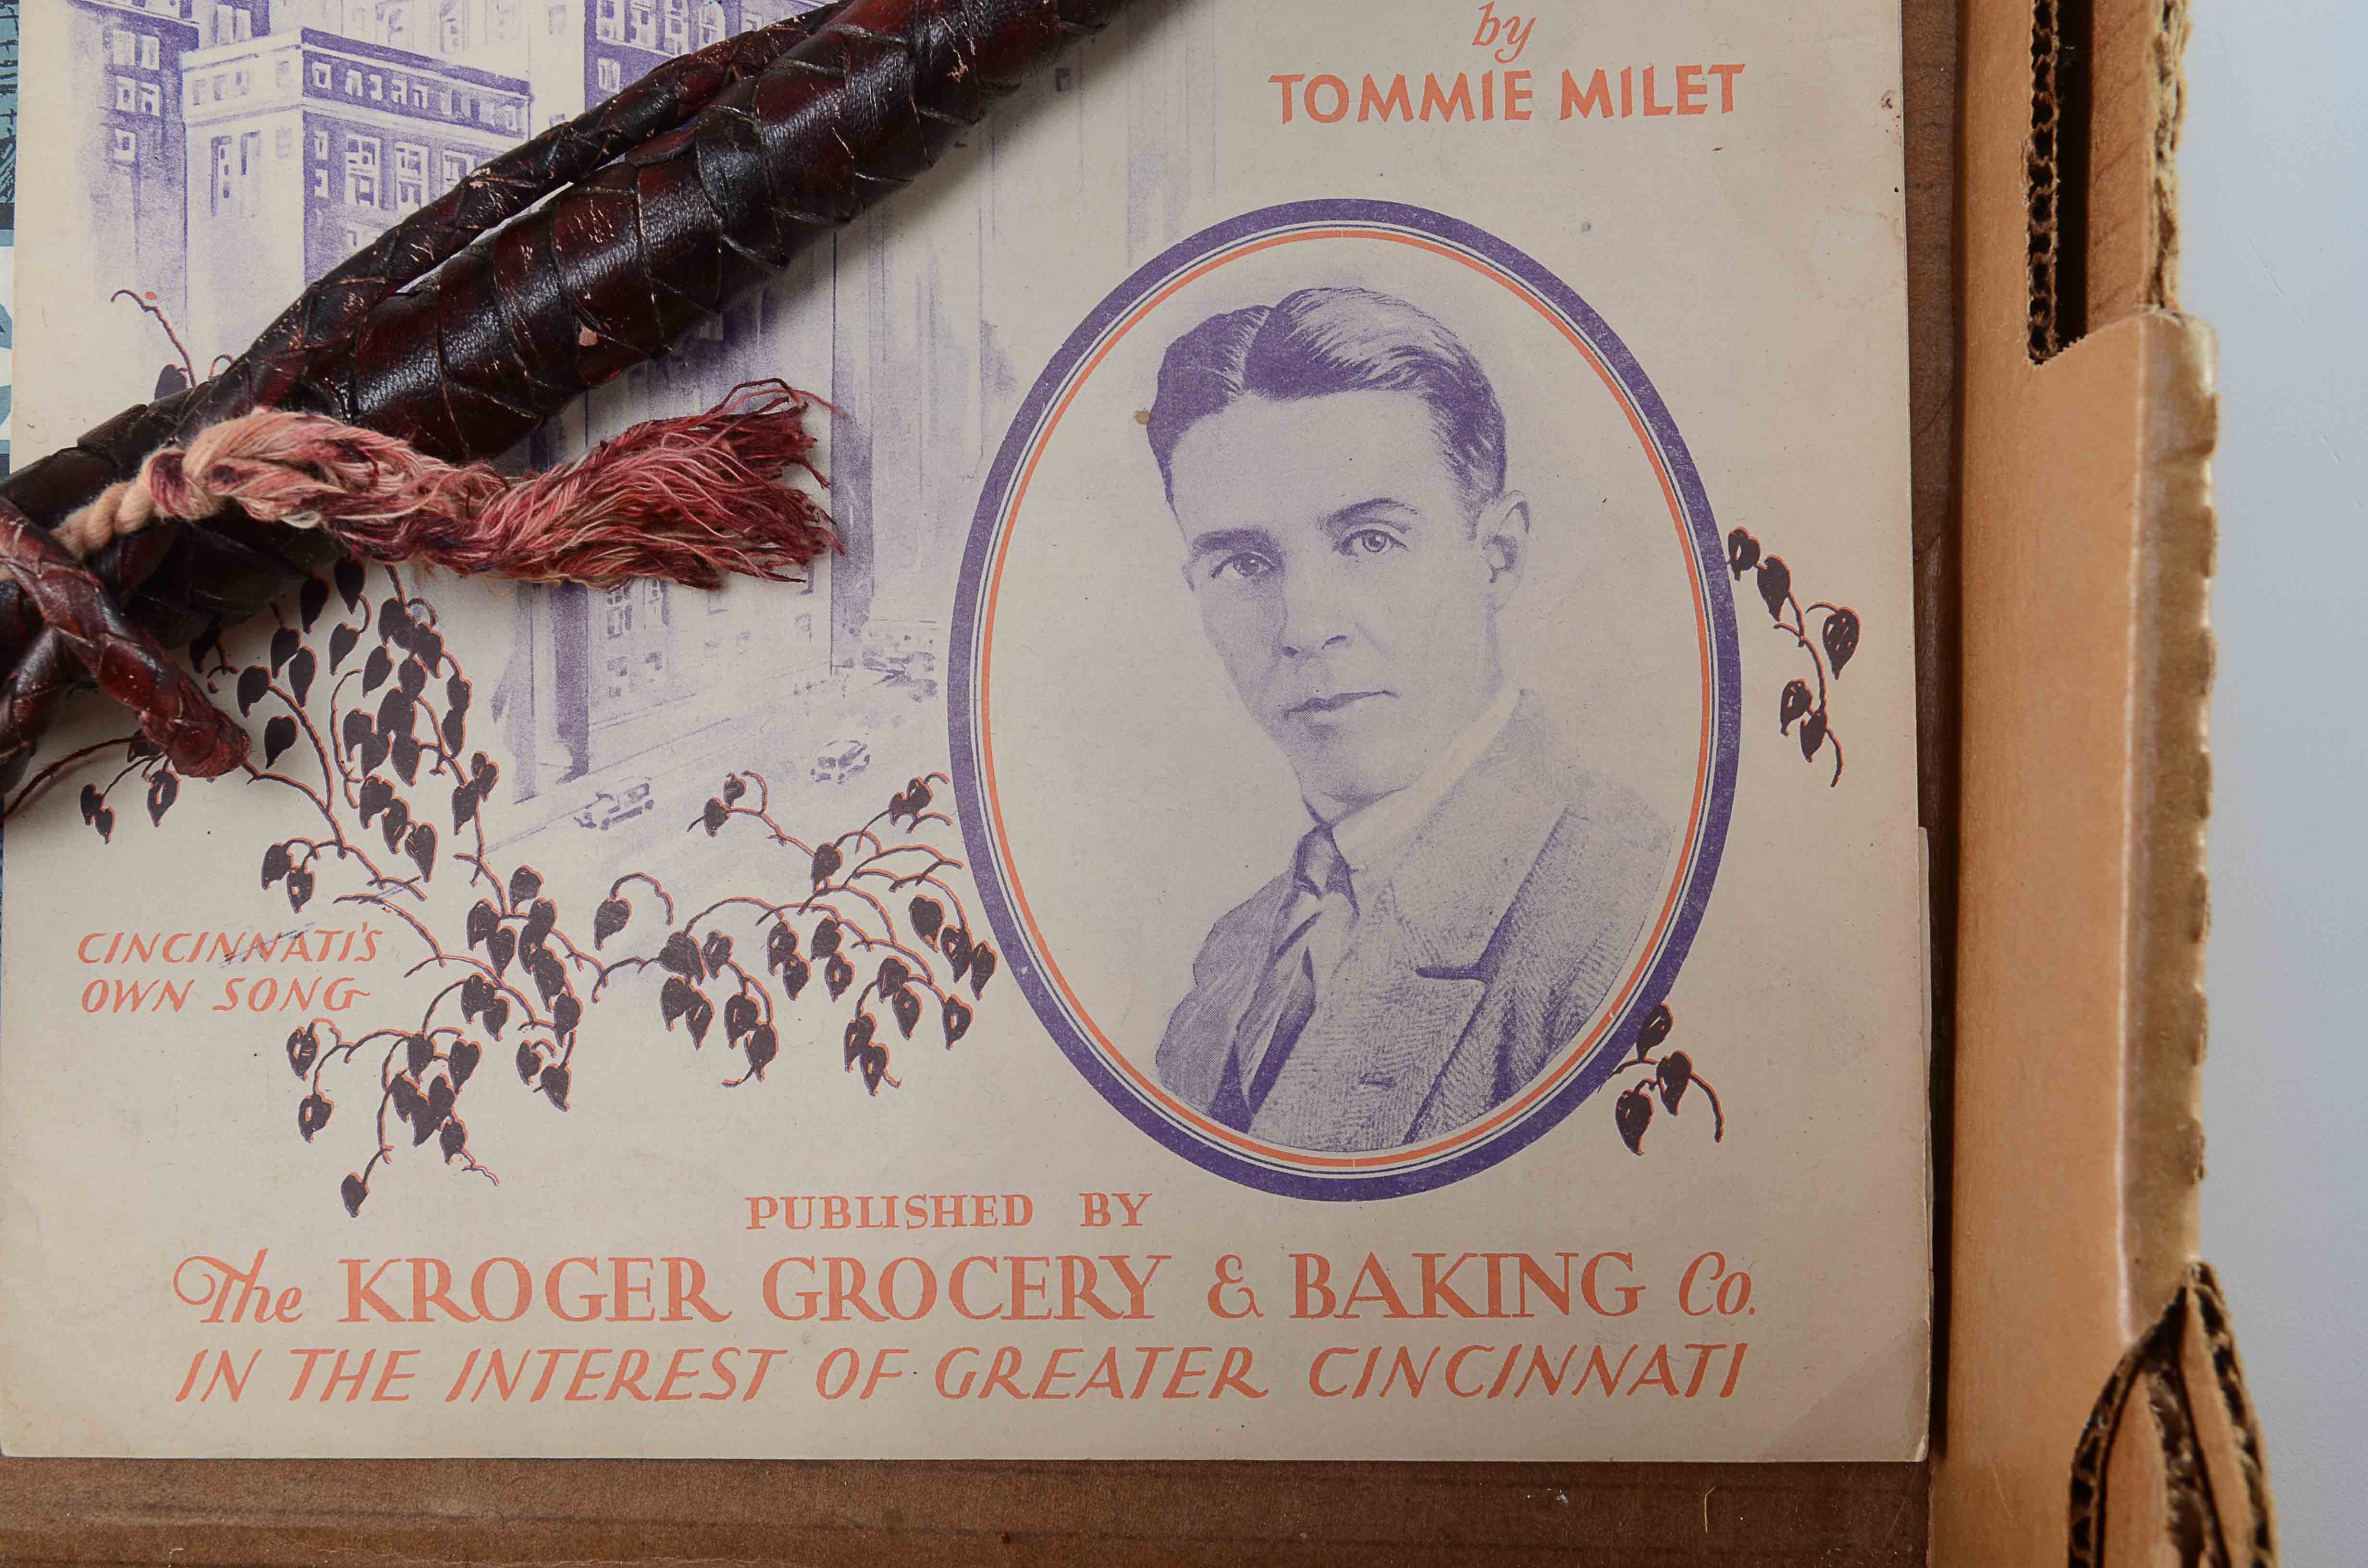 by
TOMMIE MILET
CINCINNATI'S
OWN SONG
PUBLISHED BY
The KROGER GROCERY & BAKING Co.
IN THE INTEREST OF GREATER CINCINNATI